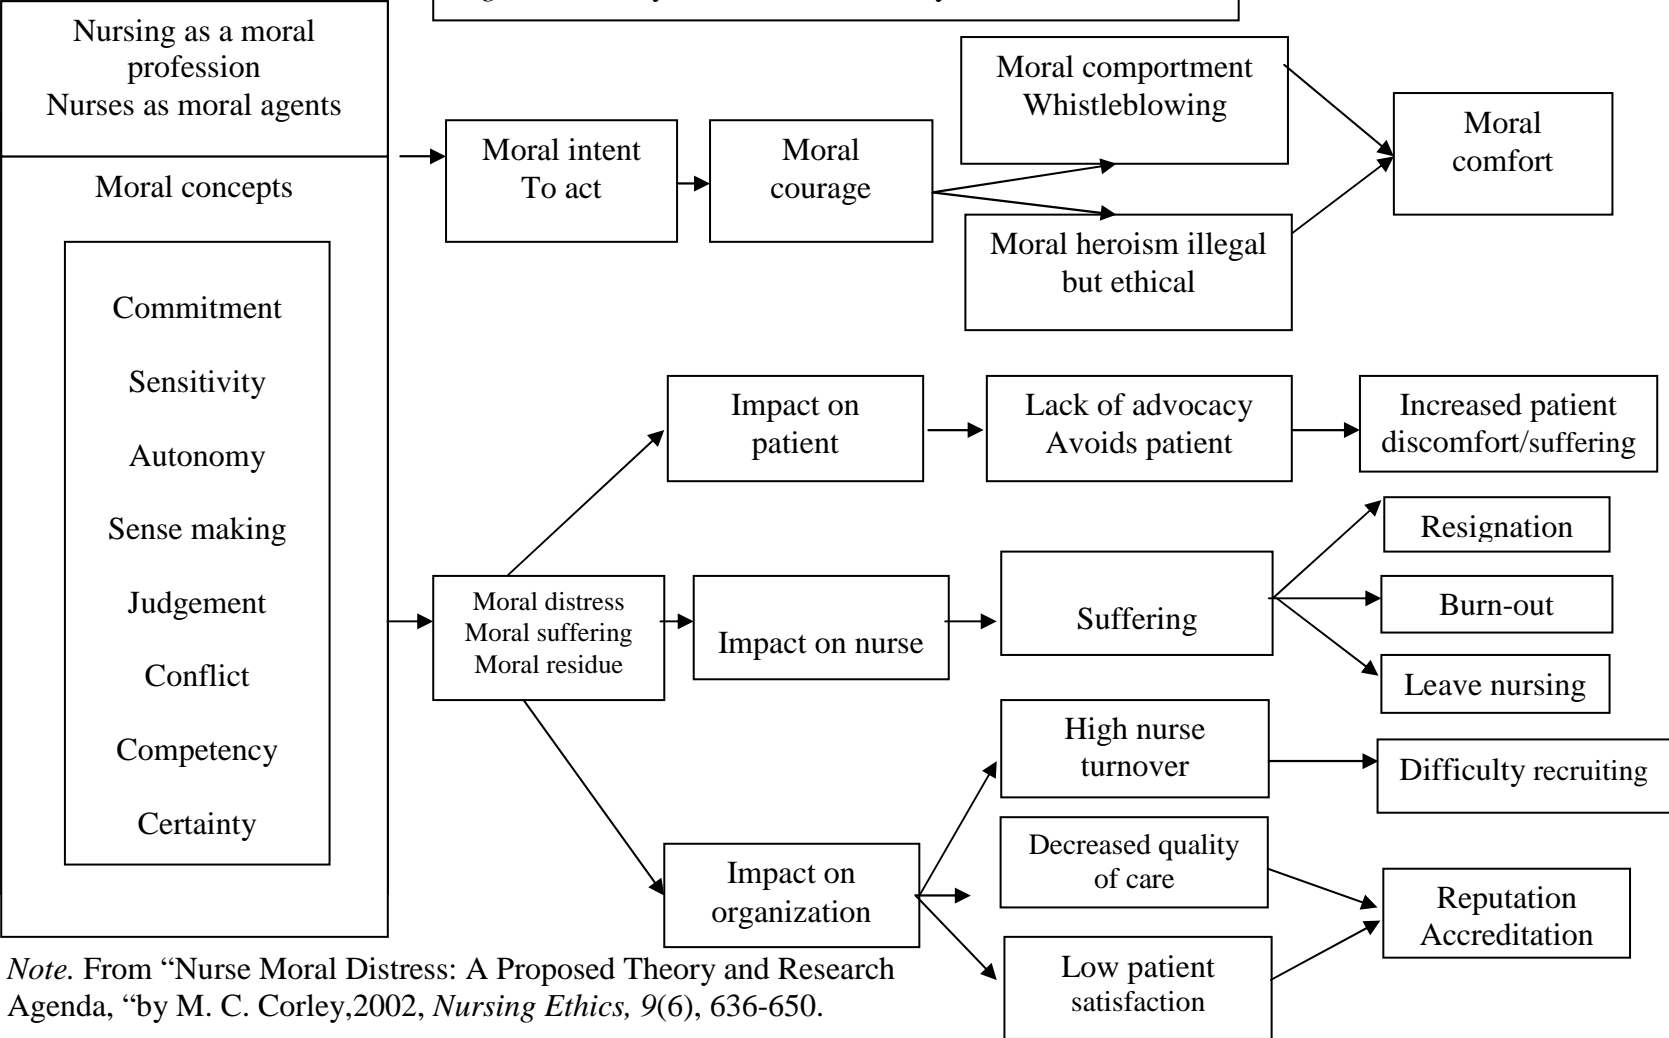 Nursing as a moral
profession
Nurses as moral agents
Moral concepts
Commitment
Sensitivity
Autonomy
Sense making
Judgement
Conflict
Competency
Certainty
Moral intent
To act
Moral
courage
Moral comportment
Whistleblowing
Moral heroism illegal
but ethical
Moral
comfort
Moral distress
Moral suffering
Moral residue
Impact on
patient
Lack of advocacy
Avoids patient
Increased patient
discomfort/suffering
Impact on nurse
Suffering
Resignation
Burn-out
Leave nursing
Impact on
organization
High nurse
turnover
Difficulty recruiting
Decreased quality
of care
Low patient
satisfaction
Reputation
Accreditation
Note. From “Nurse Moral Distress: A Proposed Theory and Research
Agenda, “by M. C. Corley,2002, Nursing Ethics, 9(6), 636-650.